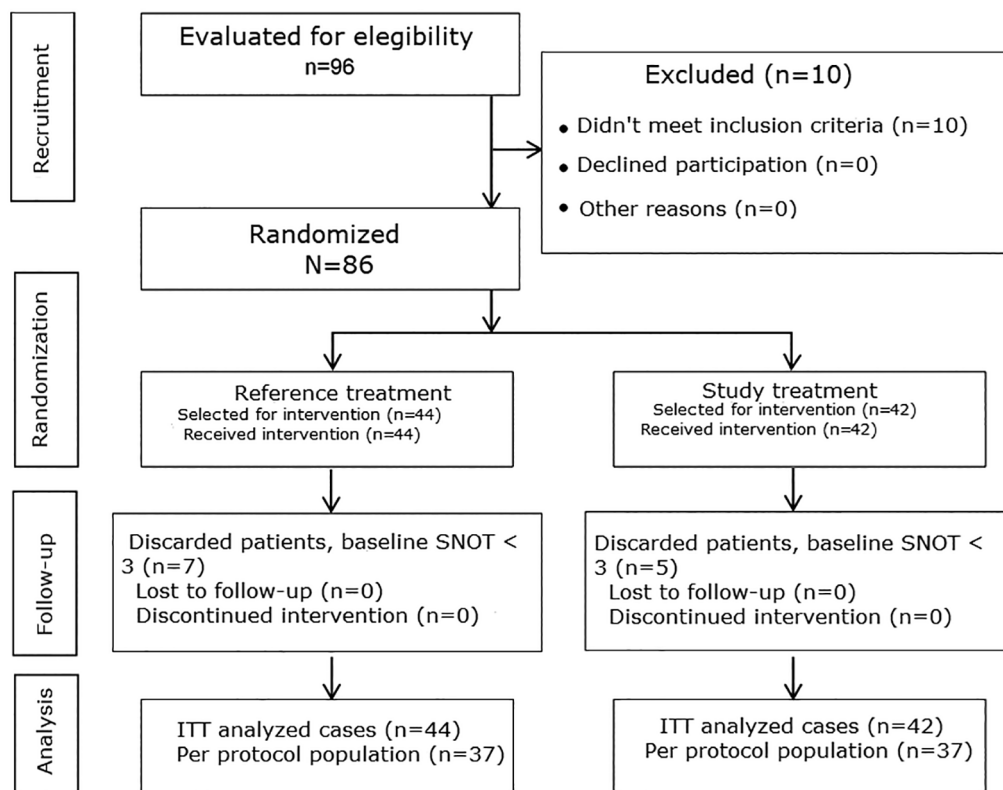 Recruitment
Evaluated for elegibility
n=96
Excluded (n=10)
• Didn't meet inclusion criteria (n=10)
• Declined participation (n=0)
• Other reasons (n=0)
Randomized
N=86
Randomization
Reference treatment
Selected for intervention (n=44)
Received intervention (n=44)
Study treatment
Selected for intervention (n=42)
Received intervention (n=42)
Follow-up
Discarded patients, baseline SNOT <
3 (n=7)
Lost to follow-up (n=0)
Discontinued intervention (n=0)
Discarded patients, baseline SNOT <
3 (n=5)
Lost to follow-up (n=0)
Discontinued intervention (n=0)
Analysis
ITT analyzed cases (n=44)
Per protocol population (n=37)
ITT analyzed cases (n=42)
Per protocol population (n=37)